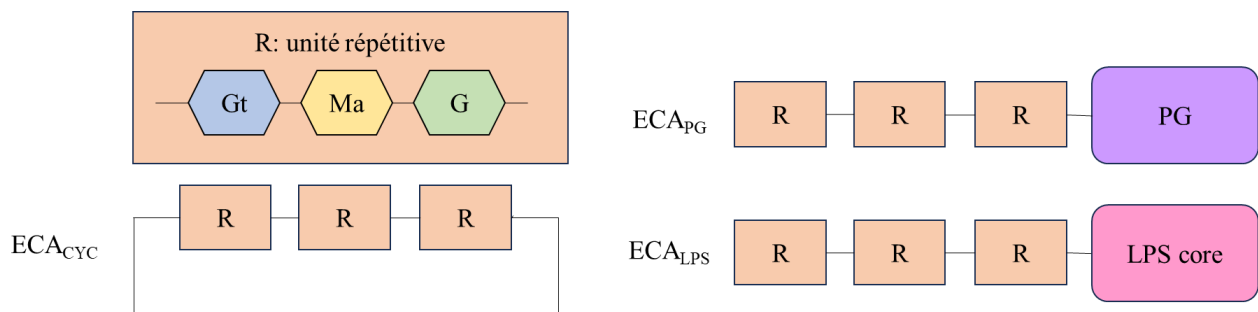 R: unité répétitive
Gt Ma G
ECA_CYC R R R
ECA_PG R R R PG
ECA_LPS R R R LPS core